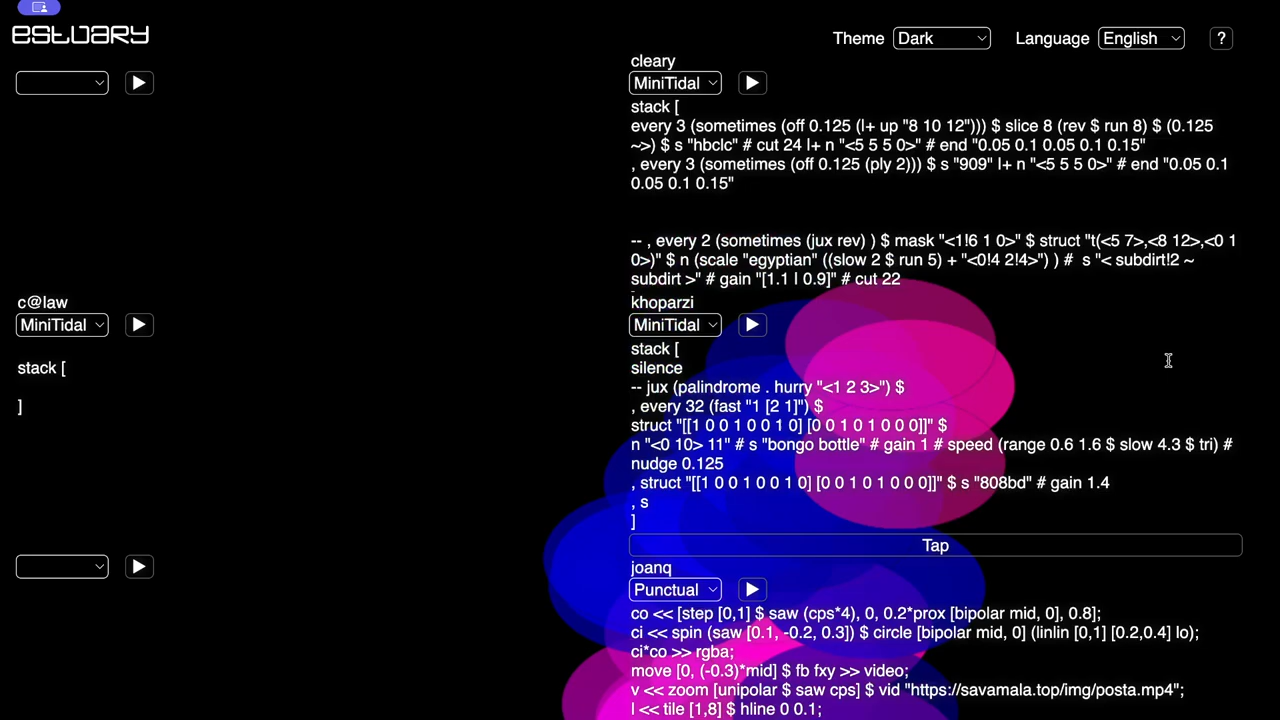 estuary
Theme Dark Language English ?
cleary
MiniTidal
stack [
every 3 (sometimes (off 0.125 (|+ up "8 10 12"))) $ slice 8 (rev $ run 8) $ (0.125
~>) $ s "hbclc" # cut 24 |+ n "<5 5 5 0>" # end "0.05 0.1 0.05 0.1 0.15"
, every 3 (sometimes (off 0.125 (ply 2))) $ s "909" |+ n "<5 5 5 0>" # end "0.05 0.1
0.05 0.1 0.15"
-- , every 2 (sometimes (jux rev) ) $ mask "<1!6 1 0>" $ struct "t(<5 7>,<8 12>,<0 1
0>)" $ n (scale "egyptian" ((slow 2 $ run 5) + "<0!4 2!4>") ) # s "< subdirt!2 ~
subdirt >" # gain "[1.1 | 0.9]" # cut 22
c@law
MiniTidal
stack [
]
khoparzi
MiniTidal
stack [
silence
-- jux (palindrome . hurry "<1 2 3>") $
, every 32 (fast "1 [2 1]") $
struct "[[1 0 0 1 0 0 1 0] [0 0 1 0 1 0 0 0]]" $
n "<0 10> 11" # s "bongo bottle" # gain 1 # speed (range 0.6 1.6 $ slow 4.3 $ tri) #
nudge 0.125
, struct "[[1 0 0 1 0 0 1 0] [0 0 1 0 1 0 0 0]]" $ s "808bd" # gain 1.4
, s
]
Tap
joanq
Punctual
co << [step [0,1] $ saw (cps*4), 0, 0.2*prox [bipolar mid, 0], 0.8];
ci << spin (saw [0.1, -0.2, 0.3]) $ circle [bipolar mid, 0] (linlin [0,1] [0.2,0.4] lo);
ci*co >> rgba;
move [0, (-0.3)*mid] $ fb fxy >> video;
v << zoom [unipolar $ saw cps] $ vid "https://savamala.top/img/posta.mp4";
l << tile [1,8] $ hline 0 0.1;